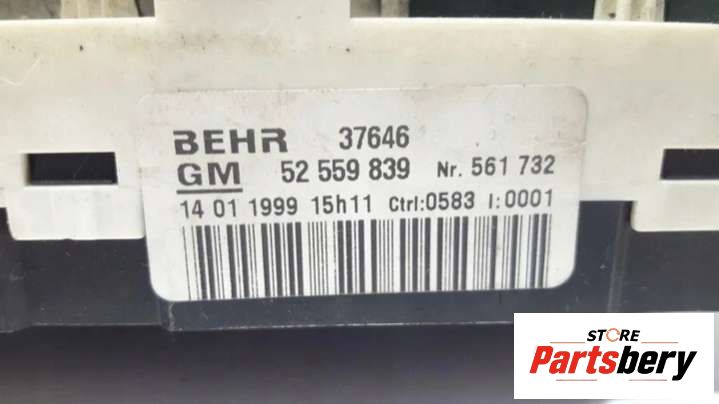 BEHR 37646
GM 52 559 839 Nr. 561 732
14 01 1999 15h11 Ctrl:0583 I:0001
STORE
Partsbery